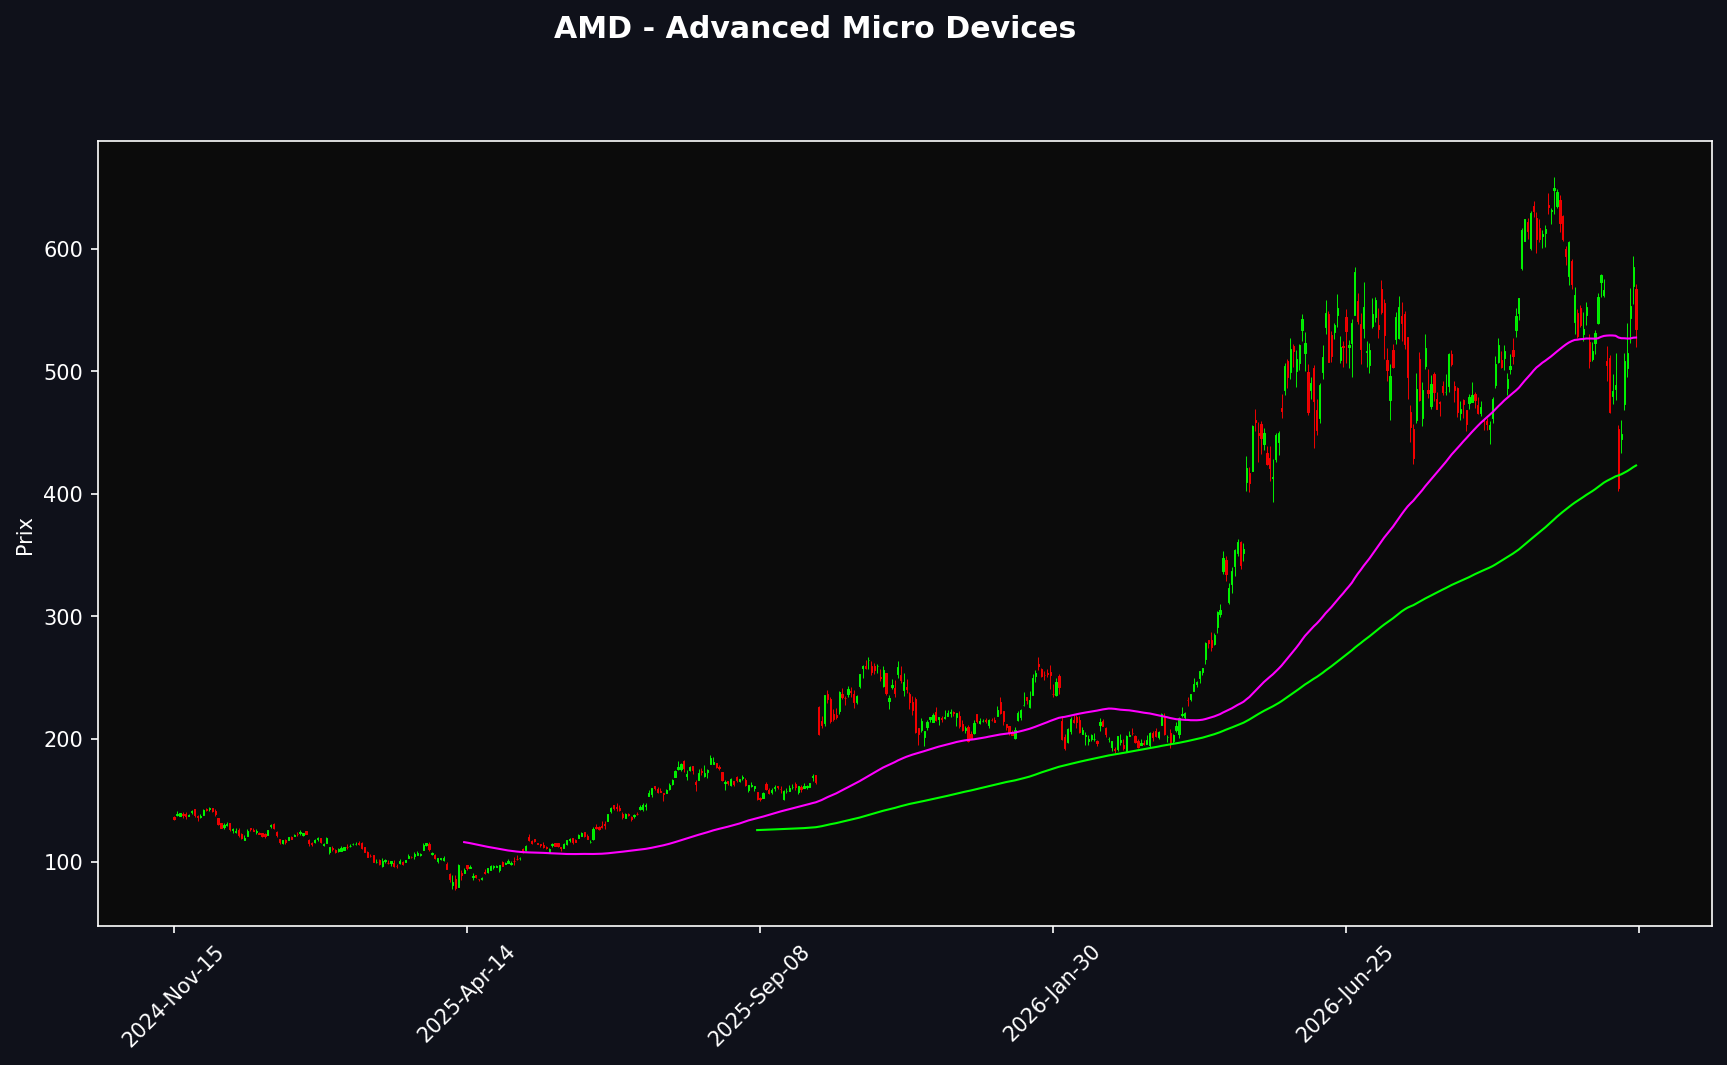 AMD - Advanced Micro Devices
Prix
600
500
400
300
200
100
2024-Nov-15
2025-Apr-14
2025-Sep-08
2026-Jan-30
2026-Jun-25